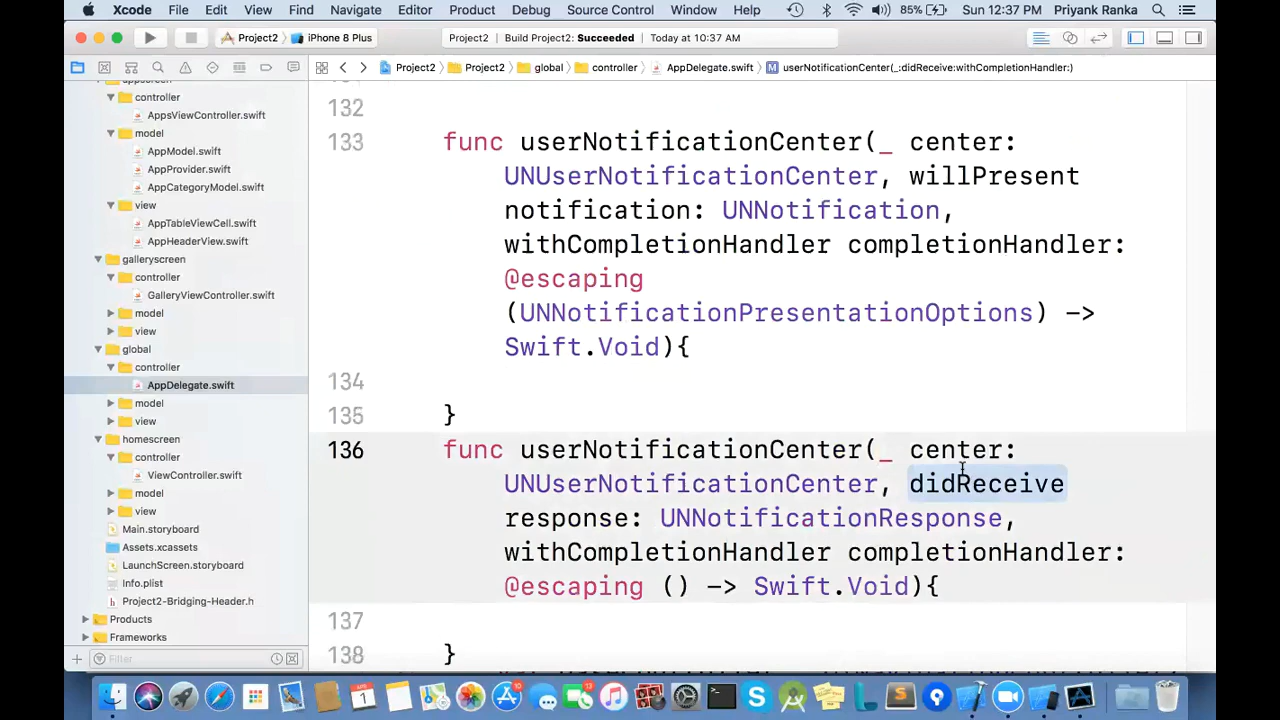 Xcode File Edit View Find Navigate Editor Product Debug Source Control Window Help 85% Sun 12:37 PM Priyank Ranka
Project2 iPhone 8 Plus Project2 Build Project2: Succeeded Today at 10:37 AM
Project2 Project2 global controller AppDelegate.swift M userNotificationCenter(_:didReceive:withCompletionHandler:)
controller
AppsViewController.swift
model
AppModel.swift
AppProvider.swift
AppCategoryModel.swift
view
AppTableViewCell.swift
AppHeaderView.swift
galleryscreen
controller
GalleryViewController.swift
model
view
global
controller
AppDelegate.swift
model
view
homescreen
controller
ViewController.swift
model
view
Main.storyboard
Assets.xcassets
LaunchScreen.storyboard
Info.plist
Project2-Bridging-Header.h
Products
Frameworks
Filter
132
133 func userNotificationCenter(_ center:
UNUserNotificationCenter, willPresent
notification: UNNotification,
withCompletionHandler completionHandler:
@escaping
(UNNotificationPresentationOptions) ->
Swift.Void){
134
135 }
136 func userNotificationCenter(_ center:
UNUserNotificationCenter, didReceive
response: UNNotificationResponse,
withCompletionHandler completionHandler:
@escaping () -> Swift.Void){
137
138 }